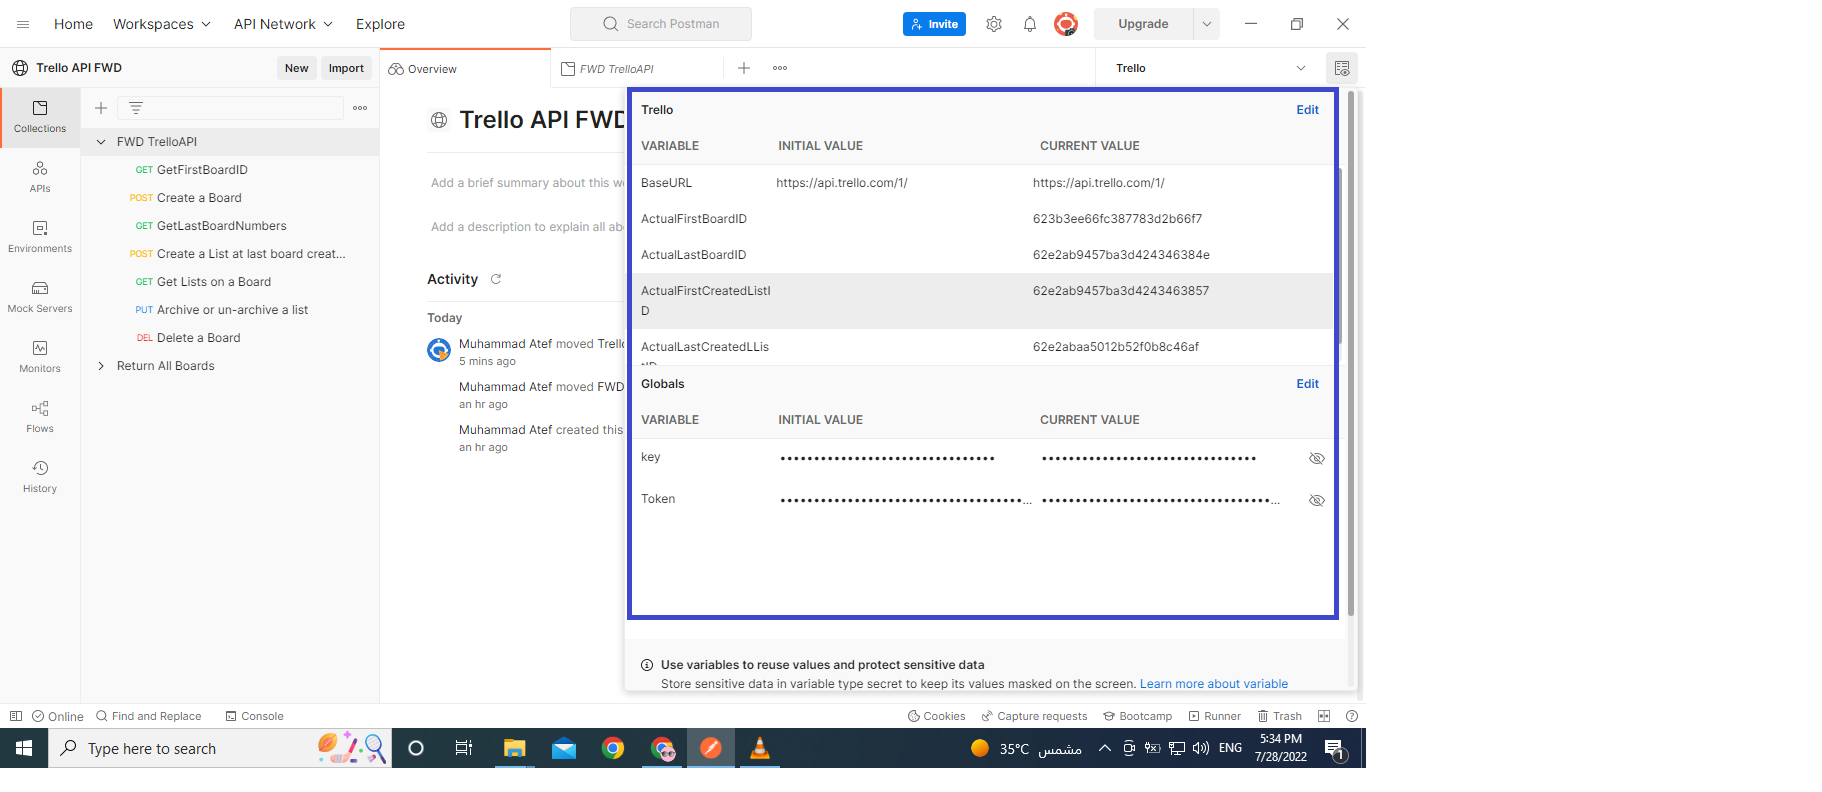 Home
Workspaces
API Network
Explore
Search Postman
Invite
Upgrade
Trello API FWD
New
Import
Overview
FWD TrelloAPI
Trello
Collections
APIs
Environments
Mock Servers
Monitors
Flows
History
FWD TrelloAPI
GET GetFirstBoardID
POST Create a Board
GET GetLastBoardNumbers
POST Create a List at last board creat...
GET Get Lists on a Board
PUT Archive or un-archive a list
DEL Delete a Board
Return All Boards
Trello API FWD
Add a brief summary about this w
Add a description to explain all ab
Activity
Today
Muhammad Atef moved Trell
5 mins ago
Muhammad Atef moved FWD
an hr ago
Muhammad Atef created this
an hr ago
Trello
Edit
VARIABLE INITIAL VALUE CURRENT VALUE
BaseURL https://api.trello.com/1/ https://api.trello.com/1/
ActualFirstBoardID 623b3ee66fc387783d2b66f7
ActualLastBoardID 62e2ab9457ba3d424346384e
ActualFirstCreatedListI 62e2ab9457ba3d4243463857
D
ActualLastCreatedLLis 62e2abaa5012b52f0b8c46af
tID
Globals
Edit
VARIABLE INITIAL VALUE CURRENT VALUE
key ••••••••••••••••••••••••••••••••  ••••••••••••••••••••••••••••••••
Token ••••••••••••••••••••••••••••••••••••... ••••••••••••••••••••••••••••••••••...
Use variables to reuse values and protect sensitive data
Store sensitive data in variable type secret to keep its values masked on the screen. Learn more about variable
Online
Find and Replace
Console
Cookies
Capture requests
Bootcamp
Runner
Trash
Type here to search
35°C مشمس
ENG
5:34 PM
7/28/2022
1